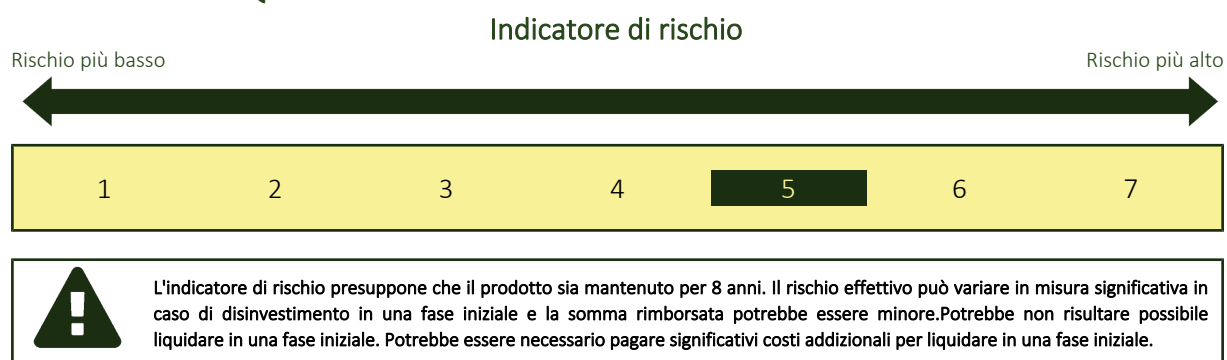 Indicatore di rischio
Rischio più basso Rischio più alto
1 2 3 4 5 6 7
L'indicatore di rischio presuppone che il prodotto sia mantenuto per 8 anni. Il rischio effettivo può variare in misura significativa in
caso di disinvestimento in una fase iniziale e la somma rimborsata potrebbe essere minore.Potrebbe non risultare possibile
liquidare in una fase iniziale. Potrebbe essere necessario pagare significativi costi addizionali per liquidare in una fase iniziale.